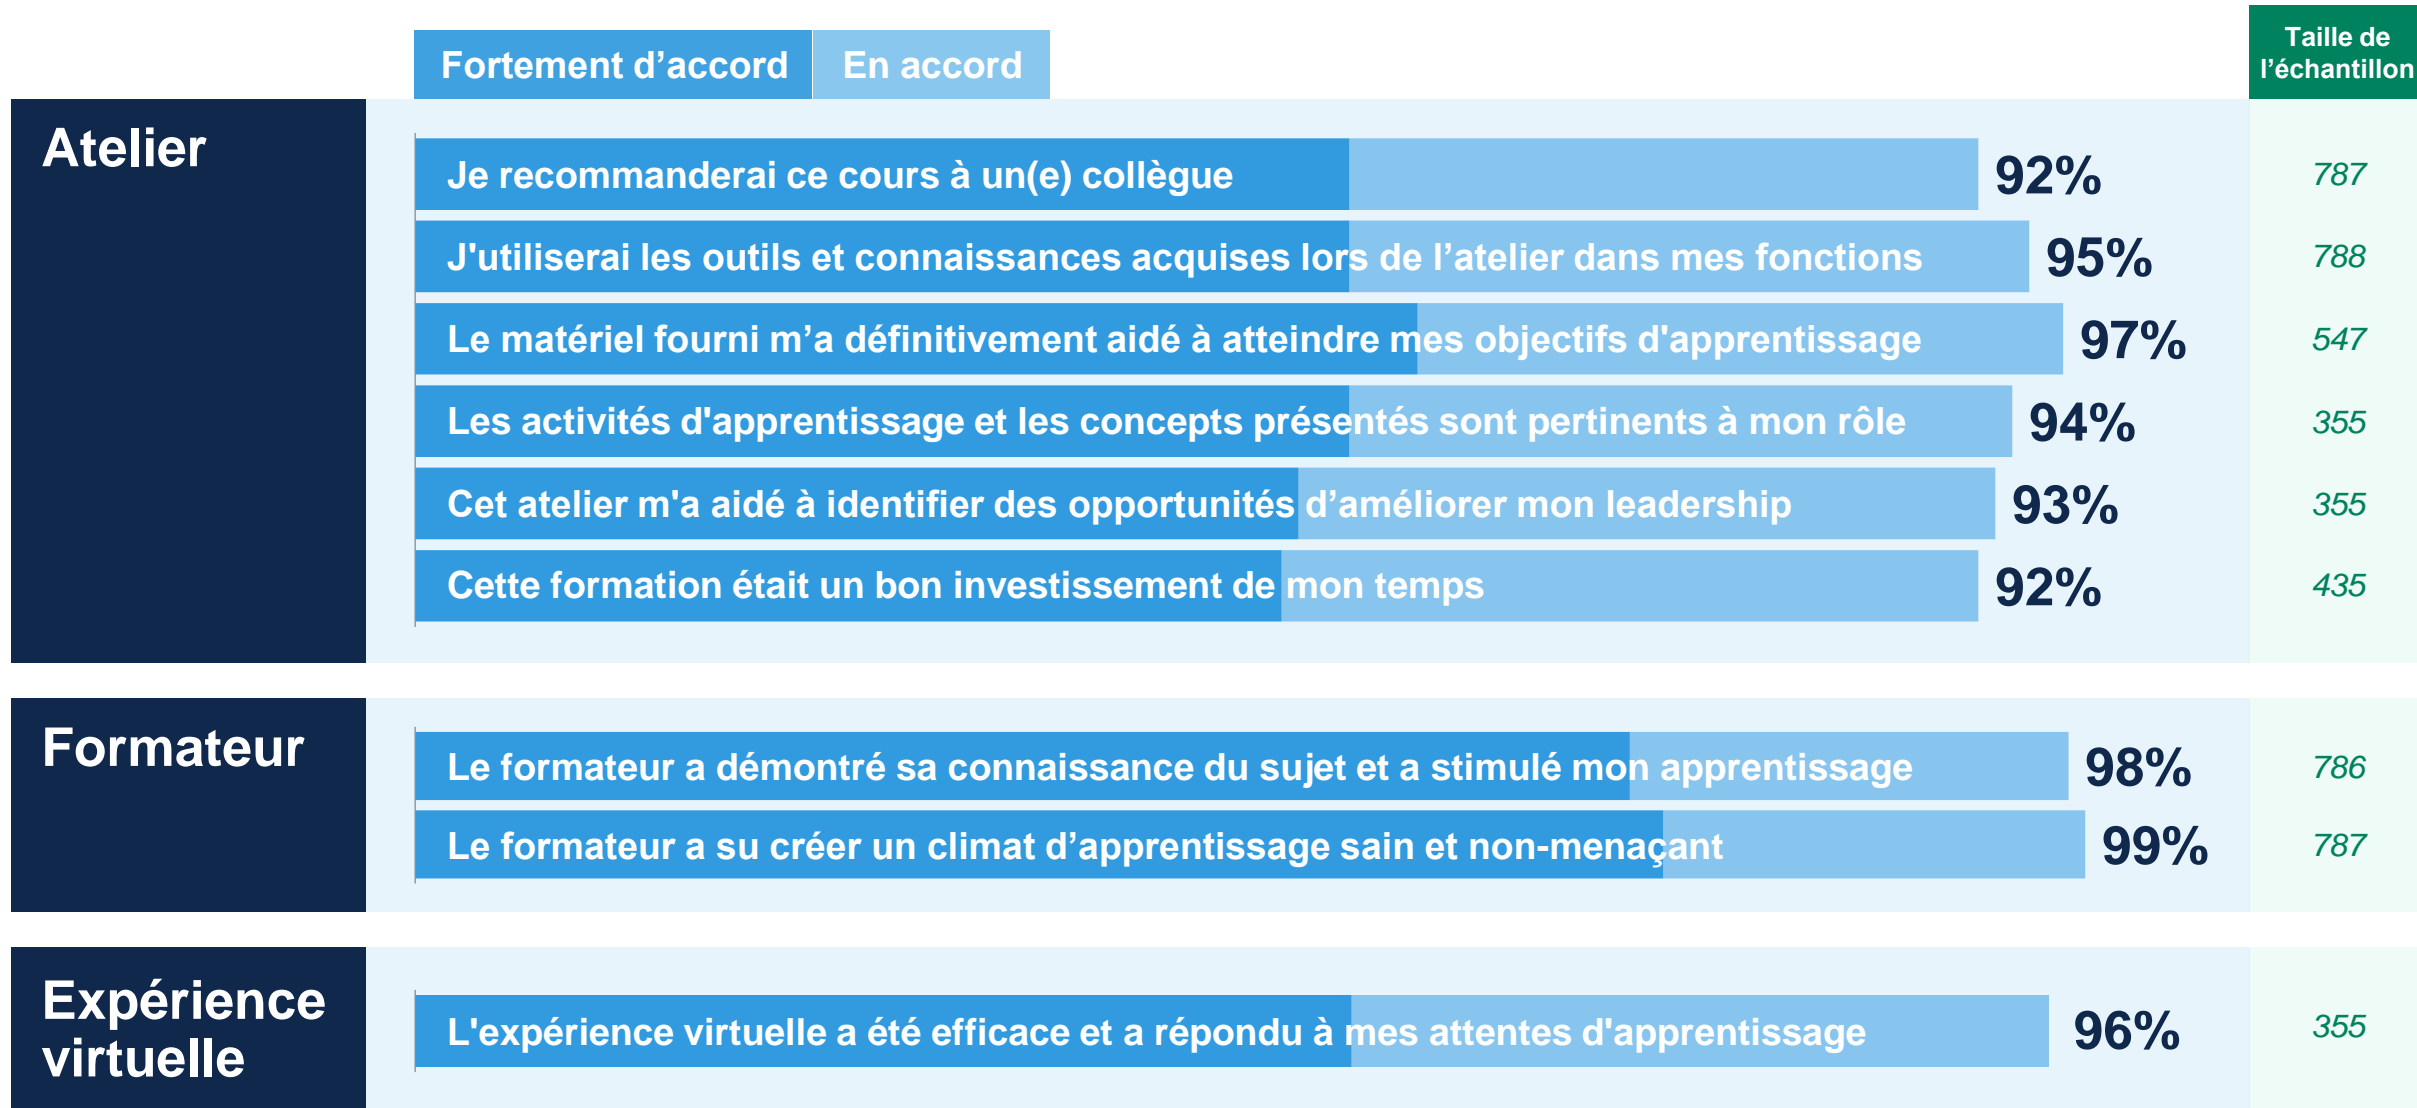 Fortement d’accord
En accord
Taille de
l’échantillon
Atelier
Je recommanderai ce cours à un(e) collègue
92%
787
J'utiliserai les outils et connaissances acquises lors de l’atelier dans mes fonctions
95%
788
Le matériel fourni m’a définitivement aidé à atteindre mes objectifs d'apprentissage
97%
547
Les activités d'apprentissage et les concepts présentés sont pertinents à mon rôle
94%
355
Cet atelier m'a aidé à identifier des opportunités d’améliorer mon leadership
93%
355
Cette formation était un bon investissement de mon temps
92%
435
Formateur
Le formateur a démontré sa connaissance du sujet et a stimulé mon apprentissage
98%
786
Le formateur a su créer un climat d’apprentissage sain et non-menaçant
99%
787
Expérience
virtuelle
L'expérience virtuelle a été efficace et a répondu à mes attentes d'apprentissage
96%
355